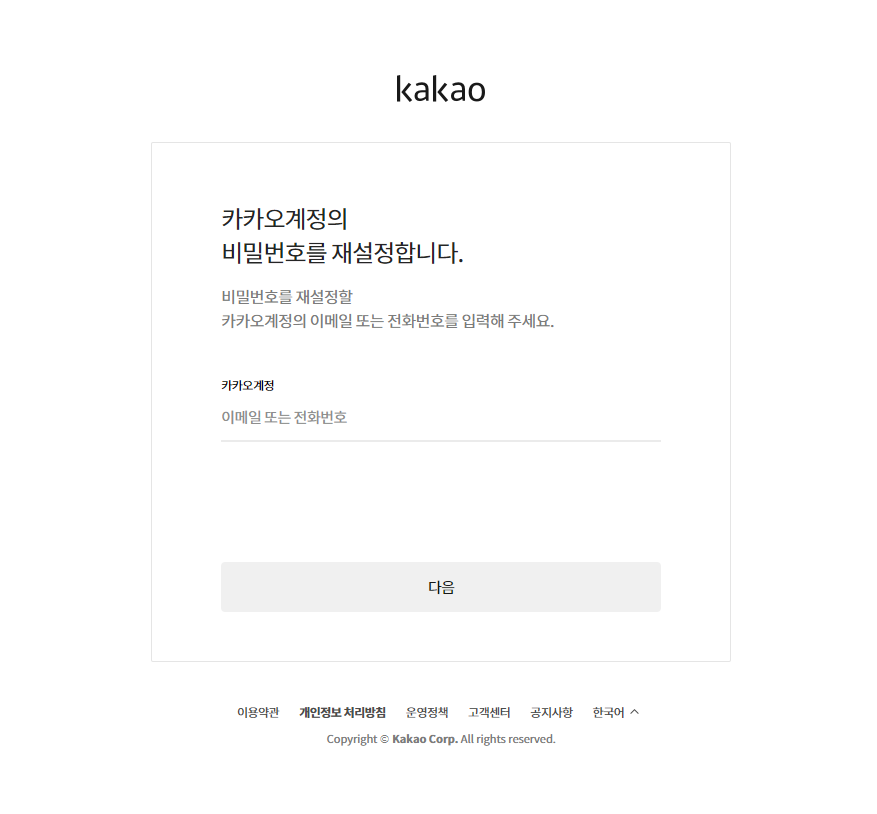 kakao
카카오계정의
비밀번호를 재설정합니다.
비밀번호를 재설정할
카카오계정의 이메일 또는 전화번호를 입력해 주세요.
카카오계정
이메일 또는 전화번호
다음
이용약관 개인정보 처리방침 운영정책 고객센터 공지사항 한국어
Copyright © Kakao Corp. All rights reserved.